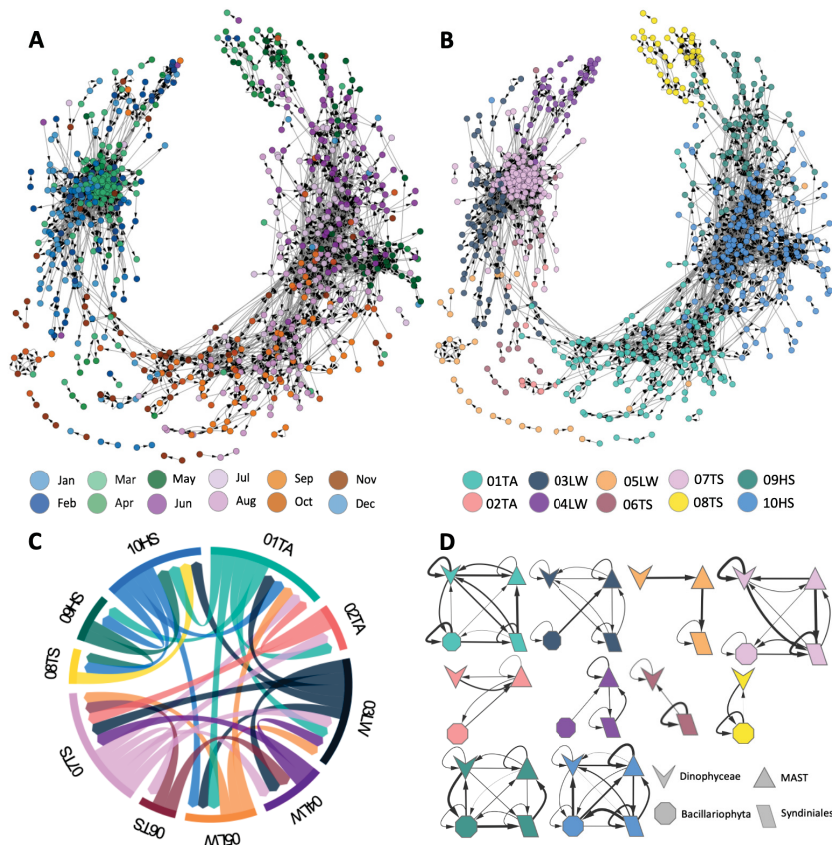 A
B
Jan Mar May Jul Sep Nov
Feb Apr Jun Aug Oct Dec
01TA 03LW 05LW 07TS 09HS
02TA 04LW 06TS 08TS 10HS
C
D
10HS
01TA
09HS
02TA
08TS
03LW
07TS
04LW
06TS
05LW
Dinophyceae MAST
Bacillariophyta Syndiniales